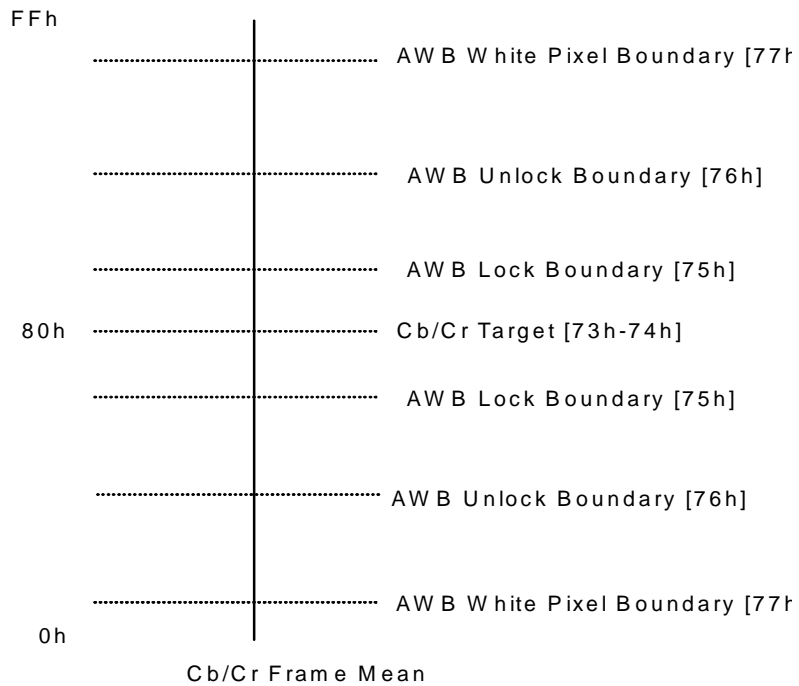 FFh
AWB White Pixel Boundary [77h
AWB Unlock Boundary [76h]
AWB Lock Boundary [75h]
80h
Cb/Cr Target [73h-74h]
AWB Lock Boundary [75h]
AWB Unlock Boundary [76h]
AWB White Pixel Boundary [77h
0h
Cb/Cr Frame Mean